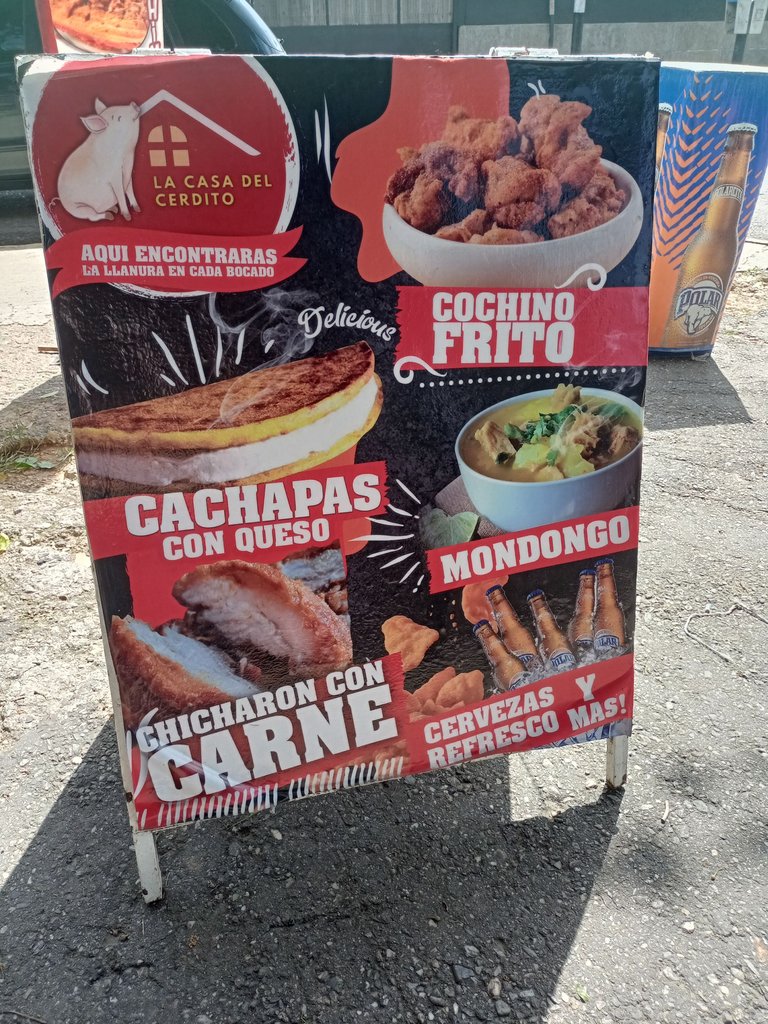 LA CASA DEL
CERDITO
AQUI ENCONTRARAS
LA LLANURA EN CADA BOCADO
COCHINO
FRITO
Delicious
CACHAPAS
CON QUESO
MONDONGO
CHICHARON CON
CARNE
CERVEZAS Y
REFRESCO MAS!
POLAR